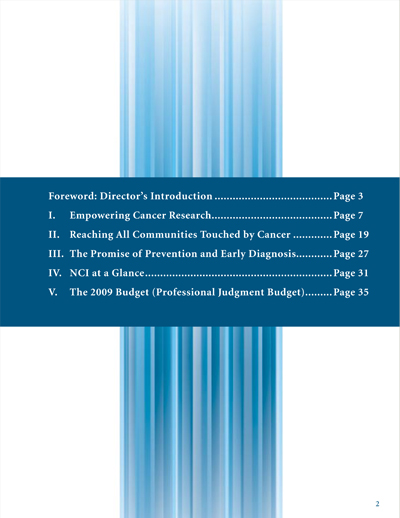 Foreword: Director’s Introduction .......................................Page 3
I. Empowering Cancer Research........................................Page 7
II. Reaching All Communities Touched by Cancer .............Page 19
III. The Promise of Prevention and Early Diagnosis............Page 27
IV. NCI at a Glance..............................................................Page 31
V. The 2009 Budget (Professional Judgment Budget).........Page 35
2